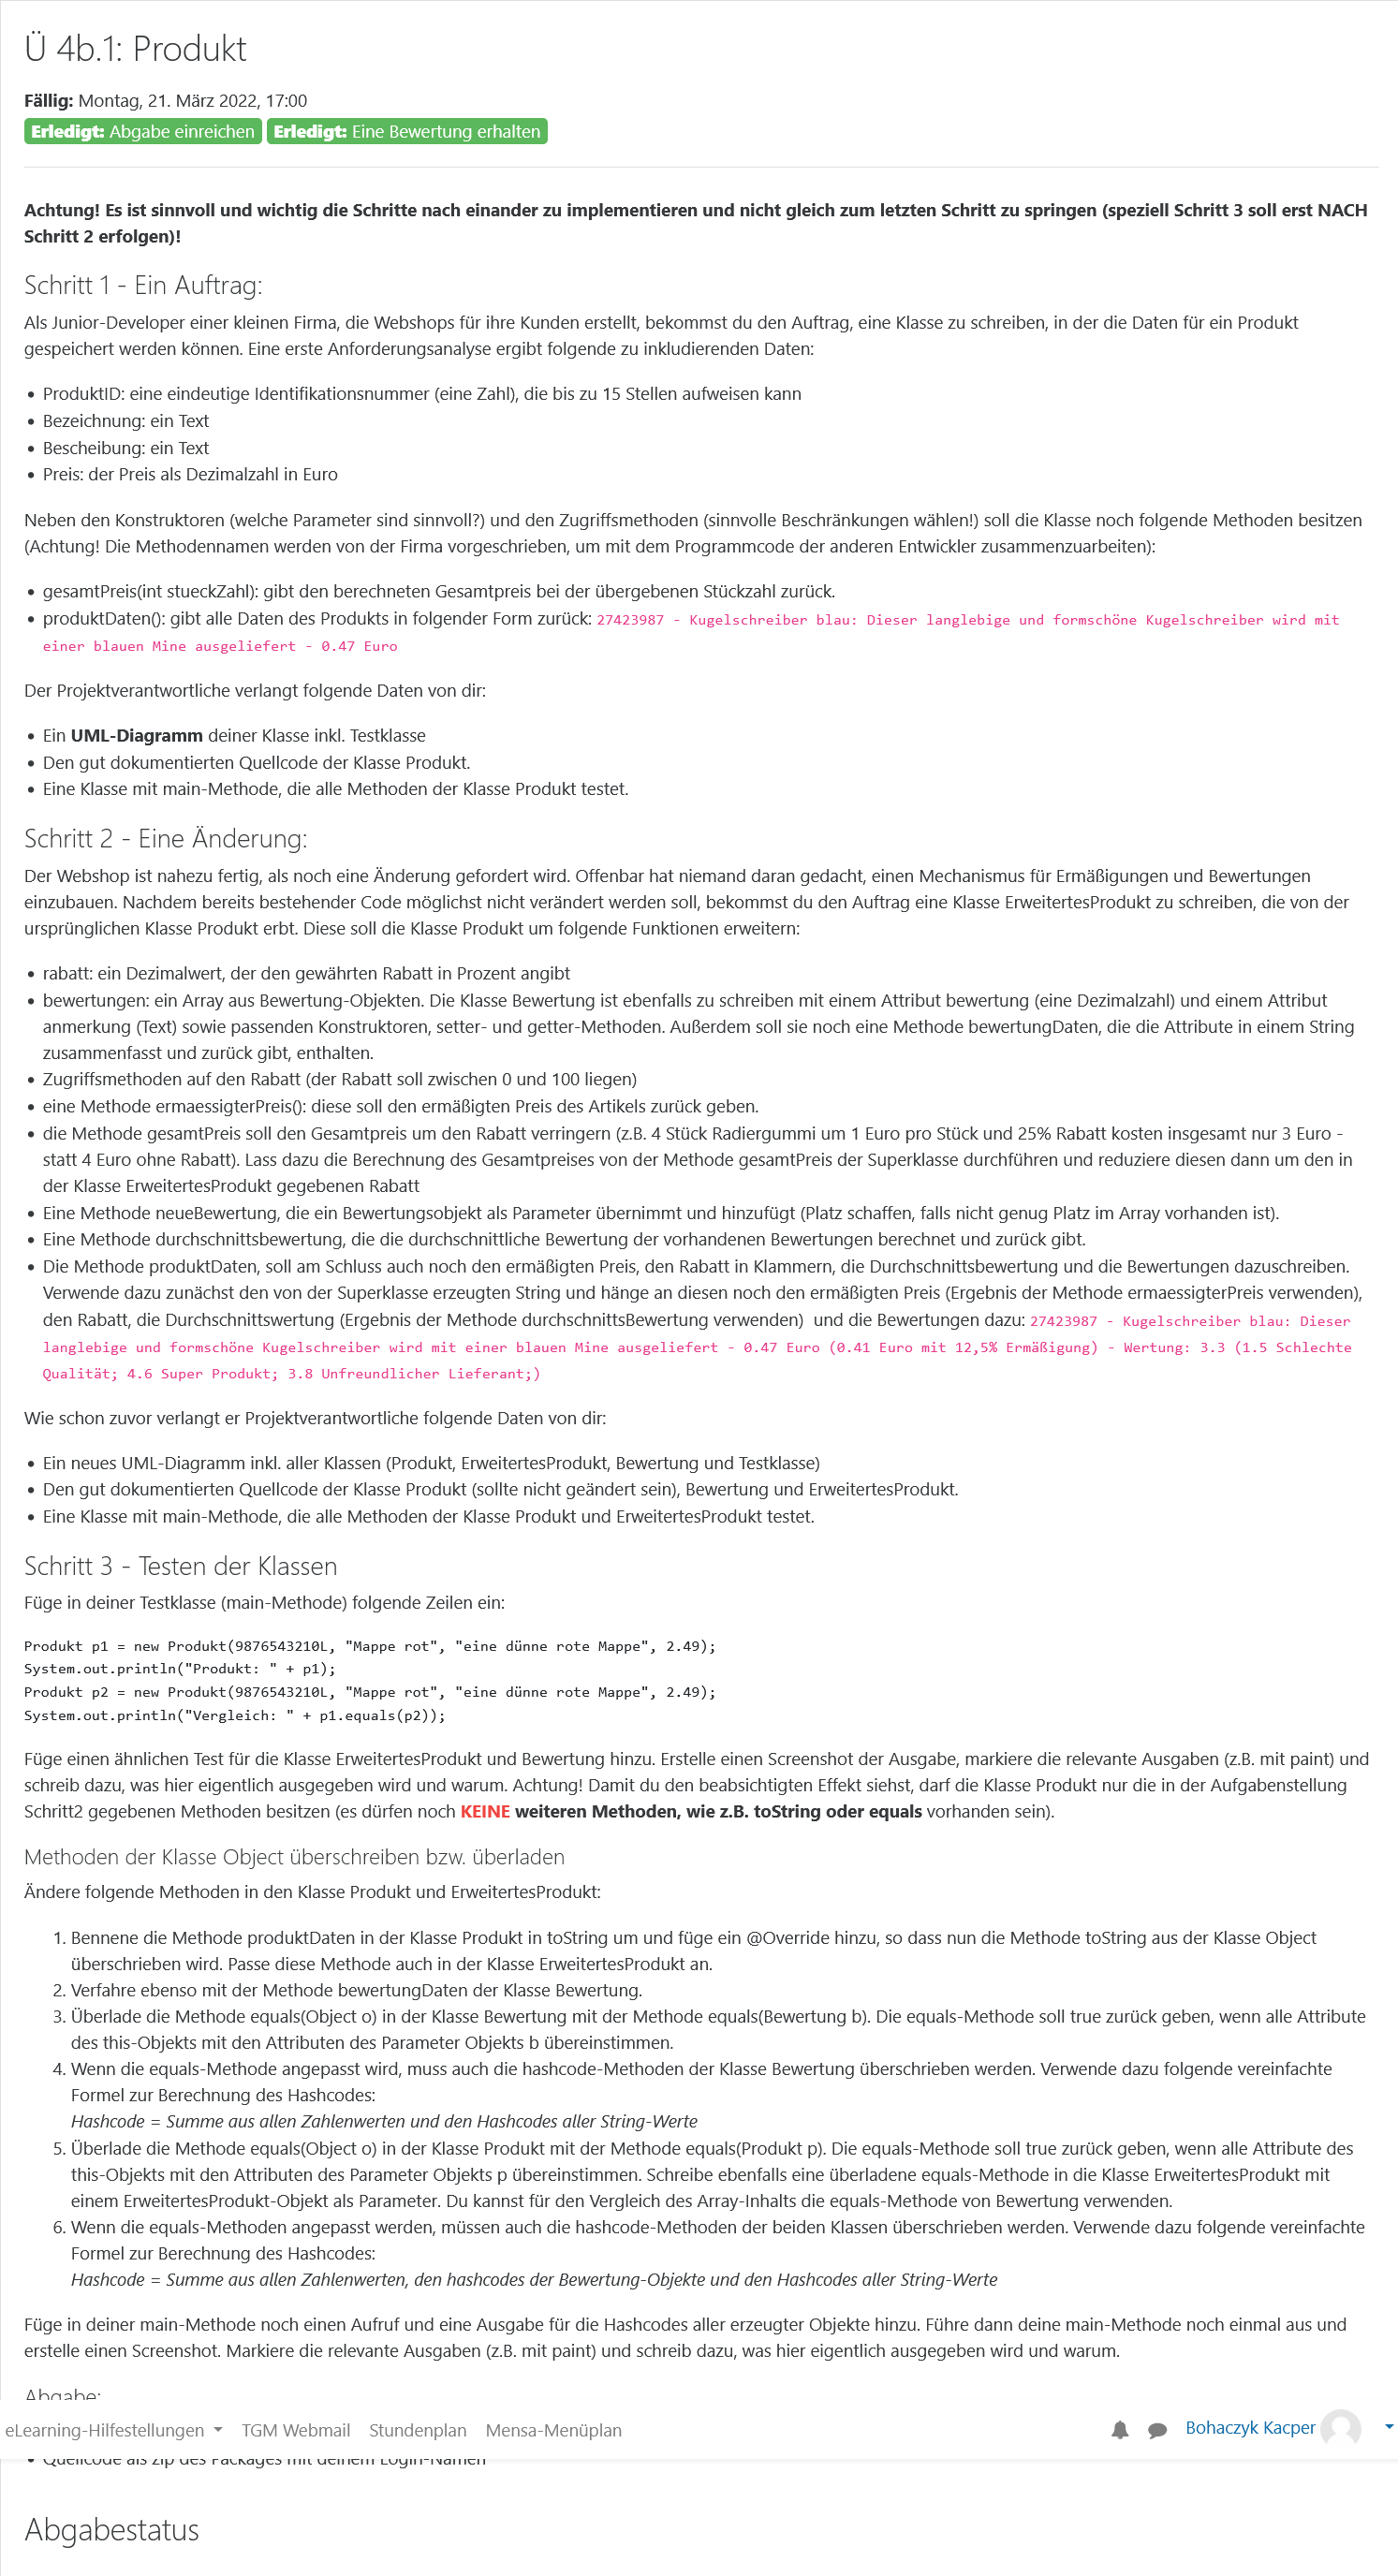 Ü 4b.1: Produkt
Fällig: Montag, 21. März 2022, 17:00
Erledigt: Abgabe einreichen Erledigt: Eine Bewertung erhalten
Achtung! Es ist sinnvoll und wichtig die Schritte nach einander zu implementieren und nicht gleich zum letzten Schritt zu springen (speziell Schritt 3 soll erst NACH
Schritt 2 erfolgen)!
Schritt 1 - Ein Auftrag:
Als Junior-Developer einer kleinen Firma, die Webshops für ihre Kunden erstellt, bekommst du den Auftrag, eine Klasse zu schreiben, in der die Daten für ein Produkt
gespeichert werden können. Eine erste Anforderungsanalyse ergibt folgende zu inkludierenden Daten:
• ProduktID: eine eindeutige Identifikationsnummer (eine Zahl), die bis zu 15 Stellen aufweisen kann
• Bezeichnung: ein Text
• Bescheibung: ein Text
• Preis: der Preis als Dezimalzahl in Euro
Neben den Konstruktoren (welche Parameter sind sinnvoll?) und den Zugriffsmethoden (sinnvolle Beschränkungen wählen!) soll die Klasse noch folgende Methoden besitzen
(Achtung! Die Methodennamen werden von der Firma vorgeschrieben, um mit dem Programmcode der anderen Entwickler zusammenzuarbeiten):
• gesamtPreis(int stueckZahl): gibt den berechneten Gesamtpreis bei der übergebenen Stückzahl zurück.
• produktDaten(): gibt alle Daten des Produkts in folgender Form zurück: 27423987 - Kugelschreiber blau: Dieser langlebige und formschöne Kugelschreiber wird mit
einer blauen Mine ausgeliefert - 0.47 Euro
Der Projektverantwortliche verlangt folgende Daten von dir:
• Ein UML-Diagramm deiner Klasse inkl. Testklasse
• Den gut dokumentierten Quellcode der Klasse Produkt.
• Eine Klasse mit main-Methode, die alle Methoden der Klasse Produkt testet.
Schritt 2 - Eine Änderung:
Der Webshop ist nahezu fertig, als noch eine Änderung gefordert wird. Offenbar hat niemand daran gedacht, einen Mechanismus für Ermäßigungen und Bewertungen
einzubauen. Nachdem bereits bestehender Code möglichst nicht verändert werden soll, bekommst du den Auftrag eine Klasse ErweitertesProdukt zu schreiben, die von der
ursprünglichen Klasse Produkt erbt. Diese soll die Klasse Produkt um folgende Funktionen erweitern:
• rabatt: ein Dezimalwert, der den gewährten Rabatt in Prozent angibt
• bewertungen: ein Array aus Bewertung-Objekten. Die Klasse Bewertung ist ebenfalls zu schreiben mit einem Attribut bewertung (eine Dezimalzahl) und einem Attribut
anmerkung (Text) sowie passenden Konstruktoren, setter- und getter-Methoden. Außerdem soll sie noch eine Methode bewertungDaten, die die Attribute in einem String
zusammenfasst und zurück gibt, enthalten.
• Zugriffsmethoden auf den Rabatt (der Rabatt soll zwischen 0 und 100 liegen)
• eine Methode ermaessigterPreis(): diese soll den ermäßigten Preis des Artikels zurück geben.
• die Methode gesamtPreis soll den Gesamtpreis um den Rabatt verringern (z.B. 4 Stück Radiergummi um 1 Euro pro Stück und 25% Rabatt kosten insgesamt nur 3 Euro -
statt 4 Euro ohne Rabatt). Lass dazu die Berechnung des Gesamtpreises von der Methode gesamtPreis der Superklasse durchführen und reduziere diesen dann um den in
der Klasse ErweitertesProdukt gegebenen Rabatt
• Eine Methode neueBewertung, die ein Bewertungsobjekt als Parameter übernimmt und hinzufügt (Platz schaffen, falls nicht genug Platz im Array vorhanden ist).
• Eine Methode durchschnittsbewertung, die die durchschnittliche Bewertung der vorhandenen Bewertungen berechnet und zurück gibt.
• Die Methode produktDaten, soll am Schluss auch noch den ermäßigten Preis, den Rabatt in Klammern, die Durchschnittsbewertung und die Bewertungen dazuschreiben.
Verwende dazu zunächst den von der Superklasse erzeugten String und hänge an diesen noch den ermäßigten Preis (Ergebnis der Methode ermaessigterPreis verwenden),
den Rabatt, die Durchschnittswertung (Ergebnis der Methode durchschnittsBewertung verwenden)  und die Bewertungen dazu: 27423987 - Kugelschreiber blau: Dieser
langlebige und formschöne Kugelschreiber wird mit einer blauen Mine ausgeliefert - 0.47 Euro (0.41 Euro mit 12,5% Ermäßigung) - Wertung: 3.3 (1.5 Schlechte
Qualität; 4.6 Super Produkt; 3.8 Unfreundlicher Lieferant;)
Wie schon zuvor verlangt er Projektverantwortliche folgende Daten von dir:
• Ein neues UML-Diagramm inkl. aller Klassen (Produkt, ErweitertesProdukt, Bewertung und Testklasse)
• Den gut dokumentierten Quellcode der Klasse Produkt (sollte nicht geändert sein), Bewertung und ErweitertesProdukt.
• Eine Klasse mit main-Methode, die alle Methoden der Klasse Produkt und ErweitertesProdukt testet.
Schritt 3 - Testen der Klassen
Füge in deiner Testklasse (main-Methode) folgende Zeilen ein:
Produkt p1 = new Produkt(9876543210L, "Mappe rot", "eine dünne rote Mappe", 2.49);
System.out.println("Produkt: " + p1);
Produkt p2 = new Produkt(9876543210L, "Mappe rot", "eine dünne rote Mappe", 2.49);
System.out.println("Vergleich: " + p1.equals(p2));
Füge einen ähnlichen Test für die Klasse ErweitertesProdukt und Bewertung hinzu. Erstelle einen Screenshot der Ausgabe, markiere die relevante Ausgaben (z.B. mit paint) und
schreib dazu, was hier eigentlich ausgegeben wird und warum. Achtung! Damit du den beabsichtigten Effekt siehst, darf die Klasse Produkt nur die in der Aufgabenstellung
Schritt2 gegebenen Methoden besitzen (es dürfen noch KEINE weiteren Methoden, wie z.B. toString oder equals vorhanden sein).
Methoden der Klasse Object überschreiben bzw. überladen
Ändere folgende Methoden in den Klasse Produkt und ErweitertesProdukt:
1. Bennene die Methode produktDaten in der Klasse Produkt in toString um und füge ein @Override hinzu, so dass nun die Methode toString aus der Klasse Object
überschrieben wird. Passe diese Methode auch in der Klasse ErweitertesProdukt an.
2. Verfahre ebenso mit der Methode bewertungDaten der Klasse Bewertung.
3. Überlade die Methode equals(Object o) in der Klasse Bewertung mit der Methode equals(Bewertung b). Die equals-Methode soll true zurück geben, wenn alle Attribute
des this-Objekts mit den Attributen des Parameter Objekts b übereinstimmen.
4. Wenn die equals-Methode angepasst wird, muss auch die hashcode-Methoden der Klasse Bewertung überschrieben werden. Verwende dazu folgende vereinfachte
Formel zur Berechnung des Hashcodes:
Hashcode = Summe aus allen Zahlenwerten und den Hashcodes aller String-Werte
5. Überlade die Methode equals(Object o) in der Klasse Produkt mit der Methode equals(Produkt p). Die equals-Methode soll true zurück geben, wenn alle Attribute des
this-Objekts mit den Attributen des Parameter Objekts p übereinstimmen. Schreibe ebenfalls eine überladene equals-Methode in die Klasse ErweitertesProdukt mit
einem ErweitertesProdukt-Objekt als Parameter. Du kannst für den Vergleich des Array-Inhalts die equals-Methode von Bewertung verwenden.
6. Wenn die equals-Methoden angepasst werden, müssen auch die hashcode-Methoden der beiden Klassen überschrieben werden. Verwende dazu folgende vereinfachte
Formel zur Berechnung des Hashcodes:
Hashcode = Summe aus allen Zahlenwerten, den hashcodes der Bewertung-Objekte und den Hashcodes aller String-Werte
Füge in deiner main-Methode noch einen Aufruf und eine Ausgabe für die Hashcodes aller erzeugter Objekte hinzu. Führe dann deine main-Methode noch einmal aus und
erstelle einen Screenshot. Markiere die relevante Ausgaben (z.B. mit paint) und schreib dazu, was hier eigentlich ausgegeben wird und warum.
Abgabe:
eLearning-Hilfestellungen TGM Webmail Stundenplan Mensa-Menüplan Bohaczyk Kacper
• Quellcode als zip des Packages mit deinem Login-Namen
Abgabestatus